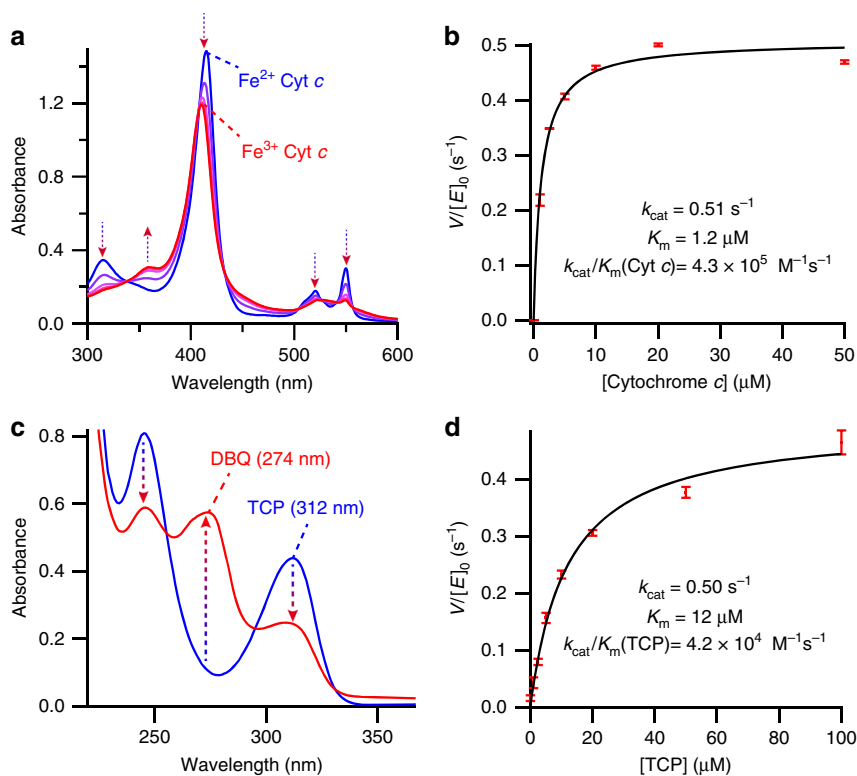 a
Absorbance
1.2
0.8
0.4
0.0
Fe²⁺ Cyt c
Fe³⁺ Cyt c
300 400 500 600
Wavelength (nm)
b
V/[E]₀ (s⁻¹)
0.5
0.4
0.3
0.2
0.1
0.0
kcat = 0.51 s⁻¹
Km = 1.2 μM
kcat/Km(Cyt c)= 4.3 × 10⁵ M⁻¹s⁻¹
0 10 20 30 40 50
[Cytochrome c] (μM)
c
Absorbance
0.8
0.6
0.4
0.2
0.0
DBQ (274 nm)
TCP (312 nm)
250 300 350
Wavelength (nm)
d
V/[E]₀ (s⁻¹)
0.4
0.2
0.0
kcat = 0.50 s⁻¹
Km = 12 μM
kcat/Km(TCP)= 4.2 × 10⁴ M⁻¹s⁻¹
0 20 40 60 80 100
[TCP] (μM)